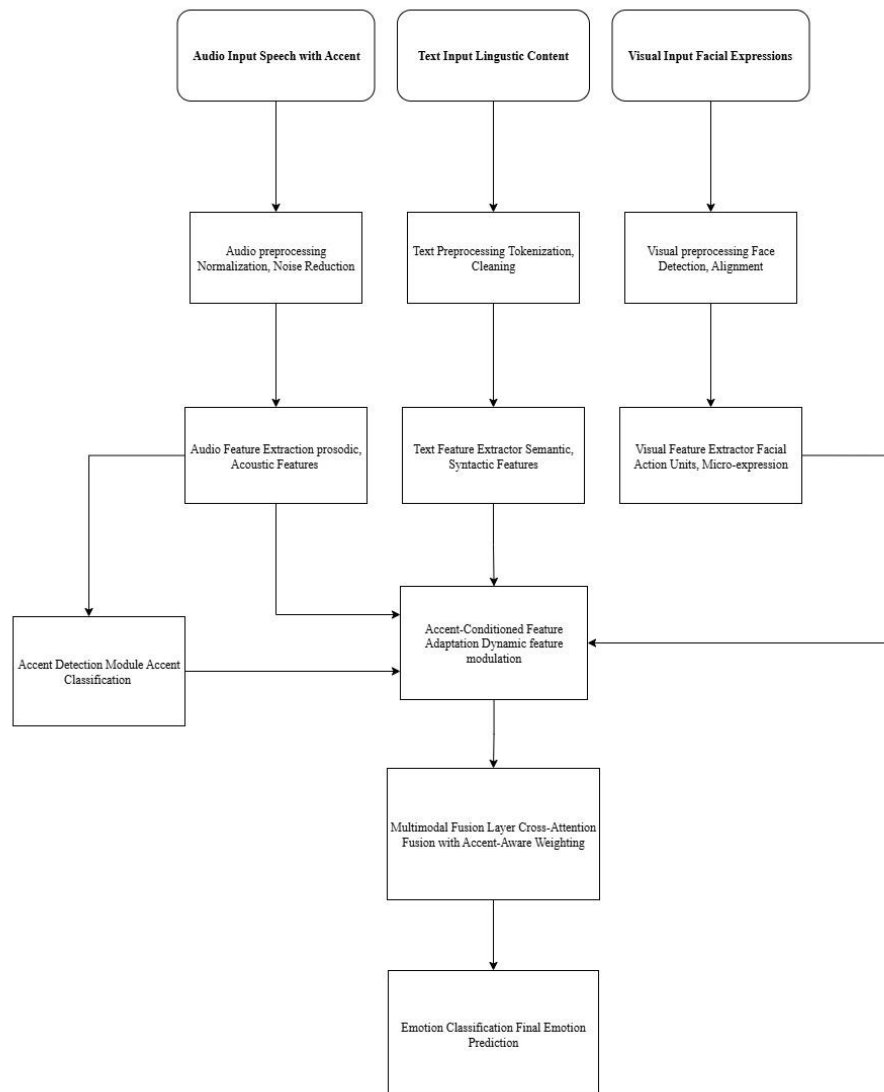 Audio Input Speech with Accent
Text Input Lingustic Content
Visual Input Facial Expressions
Audio preprocessing
Normalization, Noise Reduction
Text Preprocessing Tokenization,
Cleaning
Visual preprocessing Face
Detection, Alignment
Audio Feature Extraction prosodic,
Acoustic Features
Text Feature Extractor Semantic,
Syntactic Features
Visual Feature Extractor Facial
Action Units, Micro-expression
Accent Detection Module Accent
Classification
Accent-Conditioned Feature
Adaptation Dynamic feature
modulation
Multimodal Fusion Layer Cross-Attention
Fusion with Accent-Aware Weighting
Emotion Classification Final Emotion
Prediction